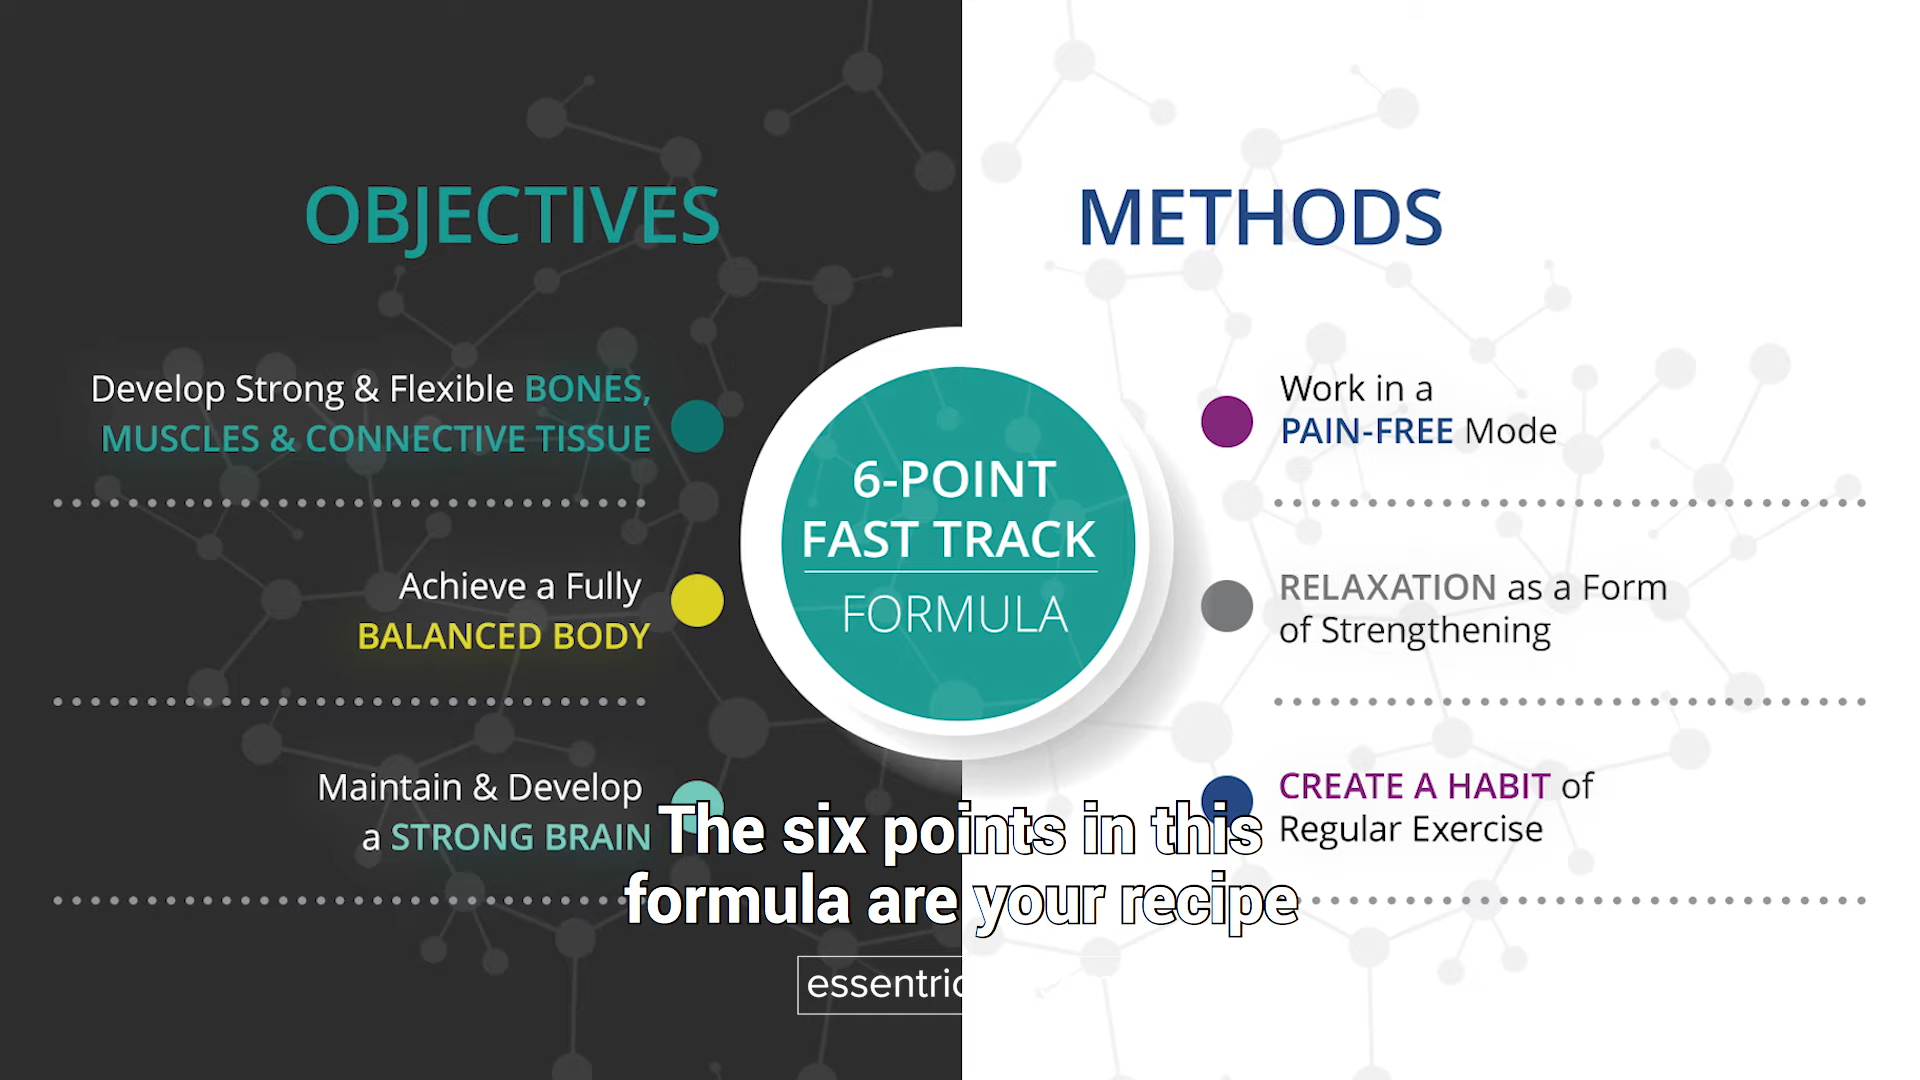 OBJECTIVES
Develop Strong & Flexible BONES,
MUSCLES & CONNECTIVE TISSUE
Achieve a Fully
BALANCED BODY
Maintain & Develop
a STRONG BRAIN
6-POINT
FAST TRACK
FORMULA
METHODS
Work in a
PAIN-FREE Mode
RELAXATION as a Form
of Strengthening
CREATE A HABIT of
Regular Exercise
The six points in this
formula are your recipe
essentric